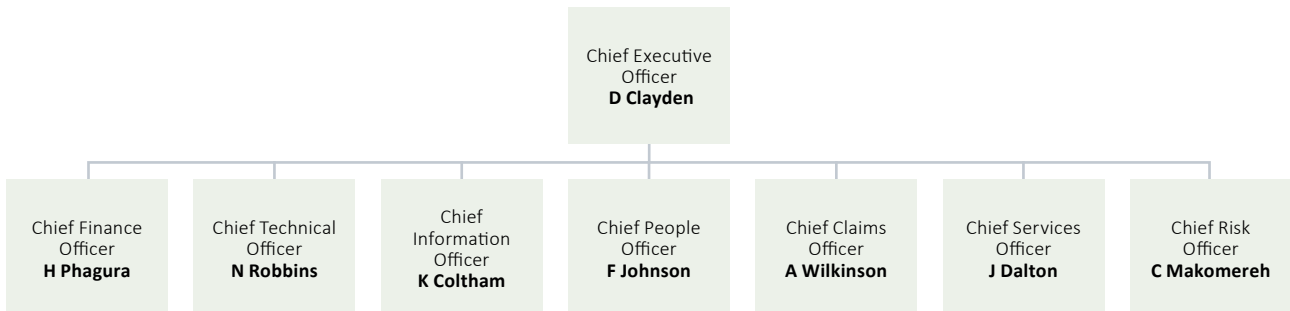 Chief Executive
Officer
D Clayden
Chief Finance
Officer
H Phagura
Chief Technical
Officer
N Robbins
Chief
Information
Officer
K Coltham
Chief People
Officer
F Johnson
Chief Claims
Officer
A Wilkinson
Chief Services
Officer
J Dalton
Chief Risk
Officer
C Makomereh